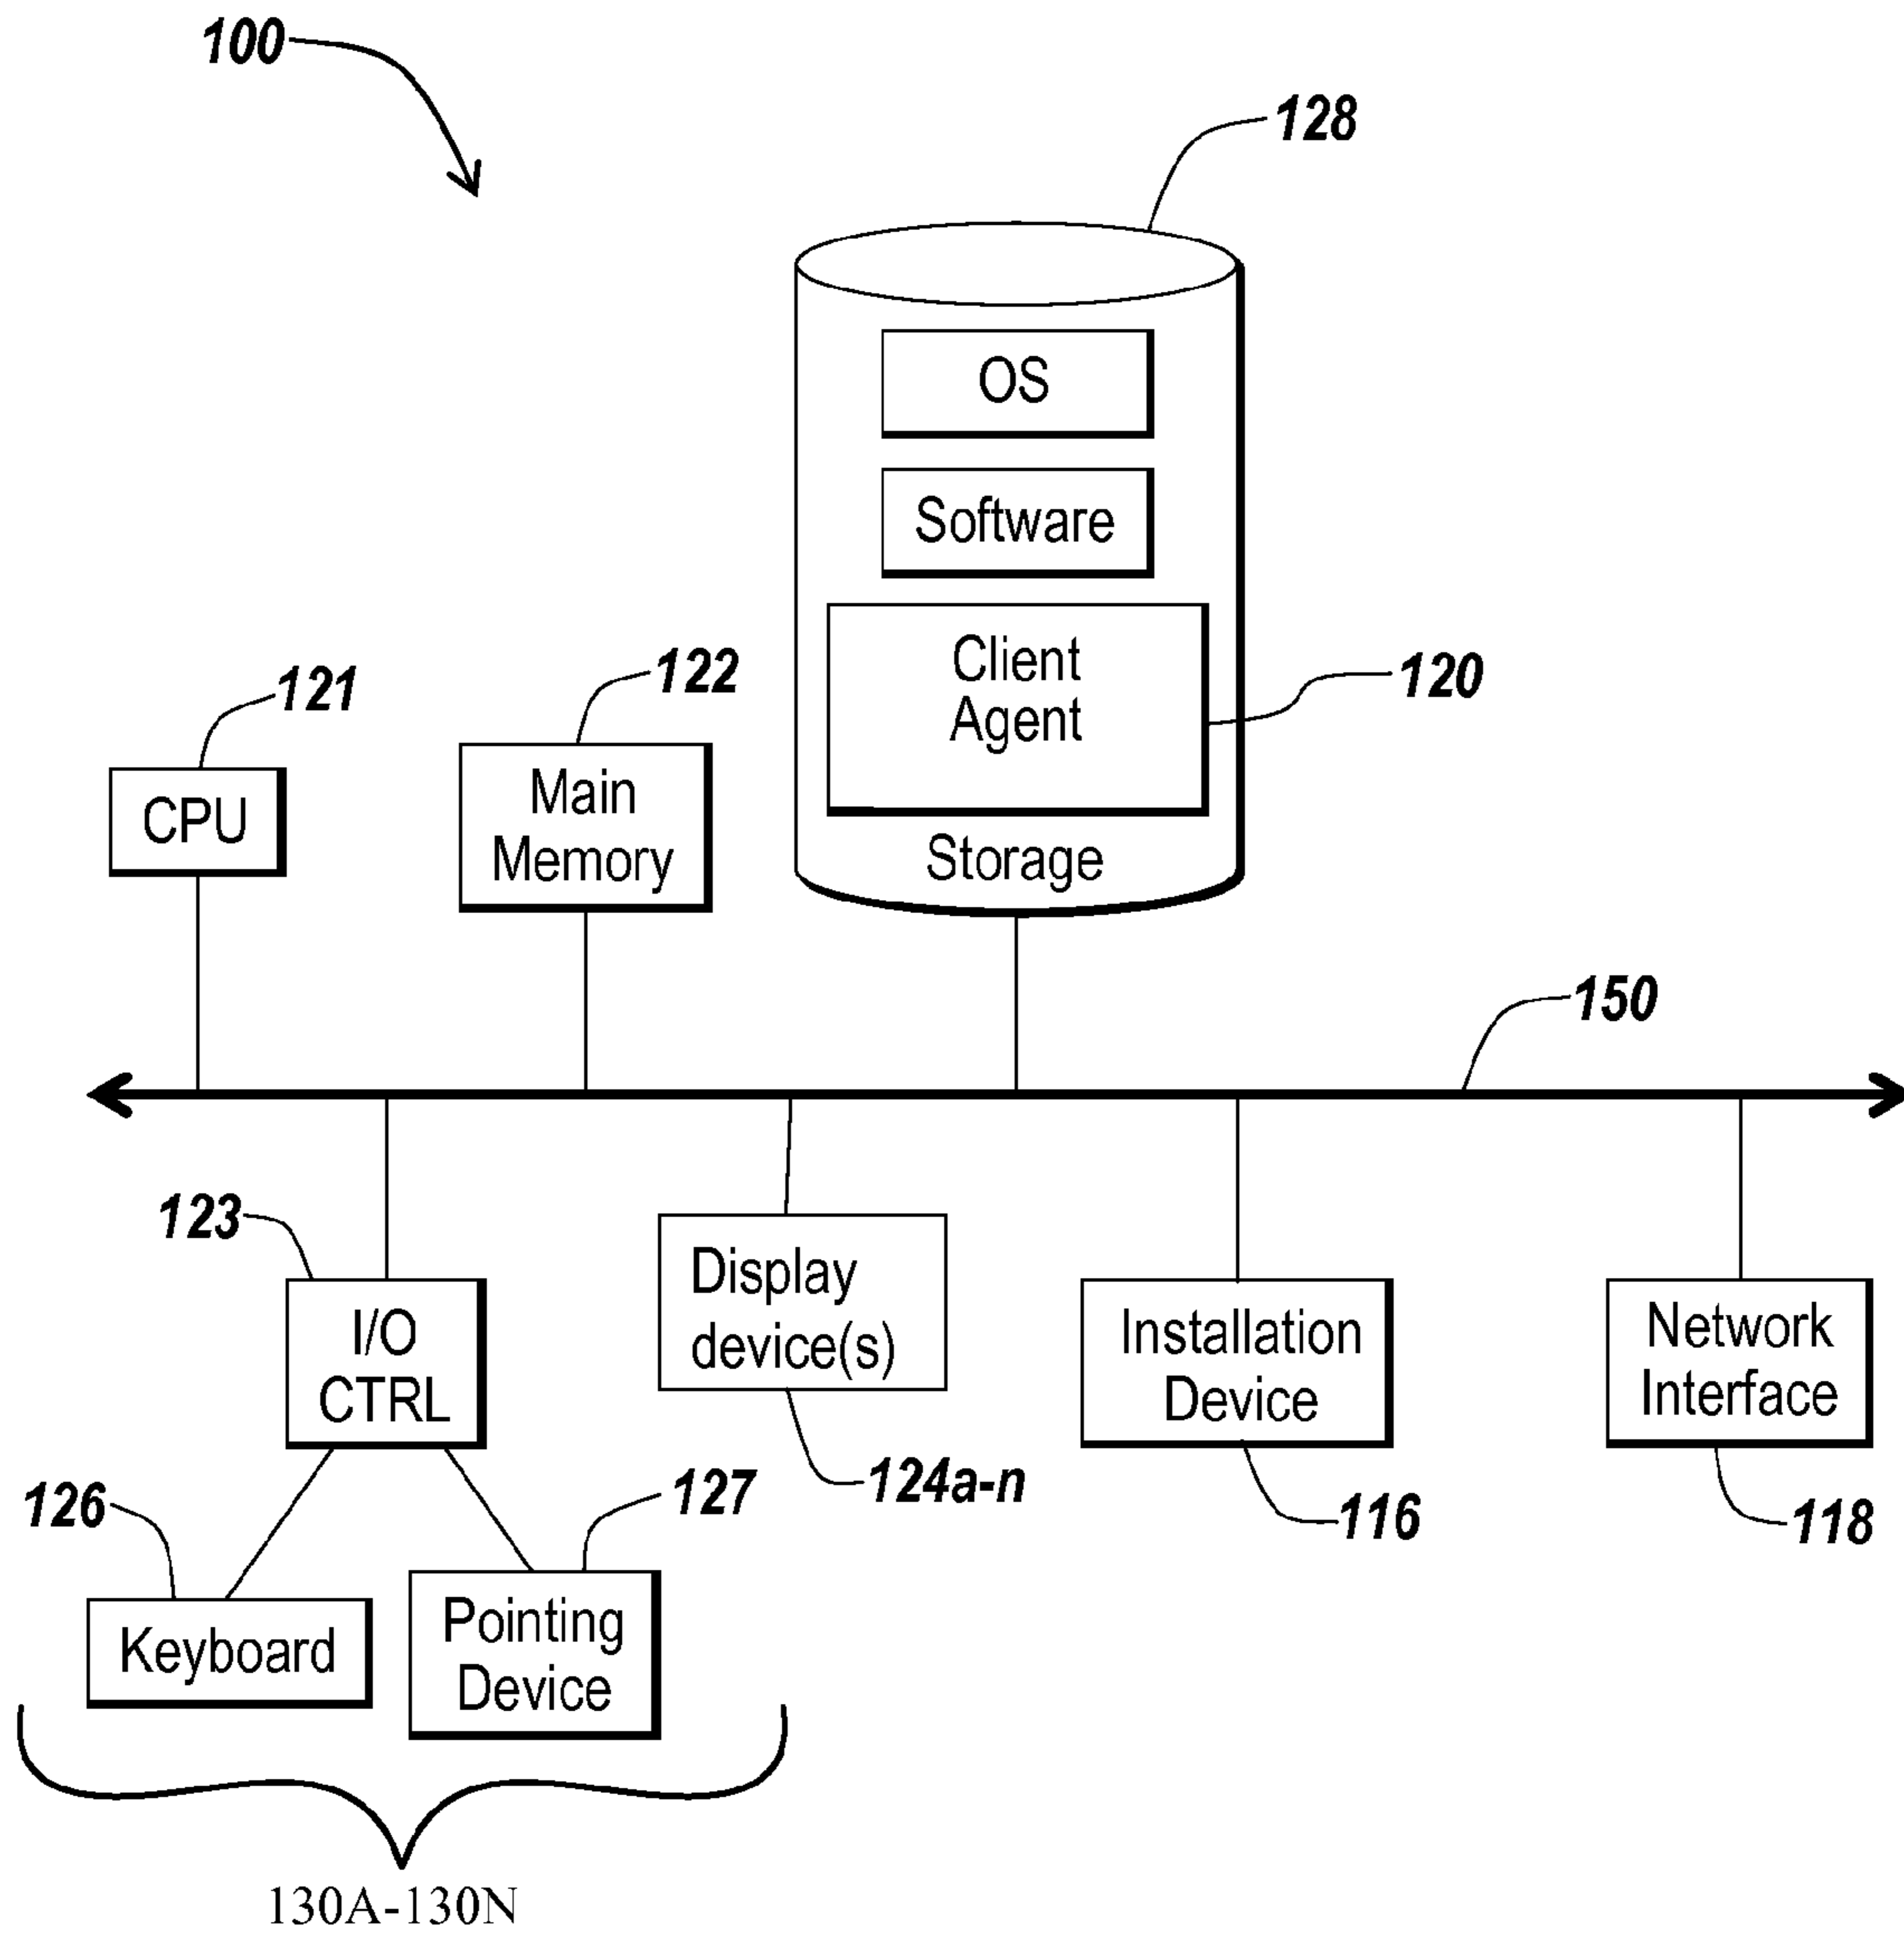 100
128
OS
Software
Client
Agent
120
Storage
121
CPU
122
Main
Memory
150
123
I/O
CTRL
Display
device(s)
124a-n
Installation
Device
116
Network
Interface
118
126
Keyboard
127
Pointing
Device
130A-130N